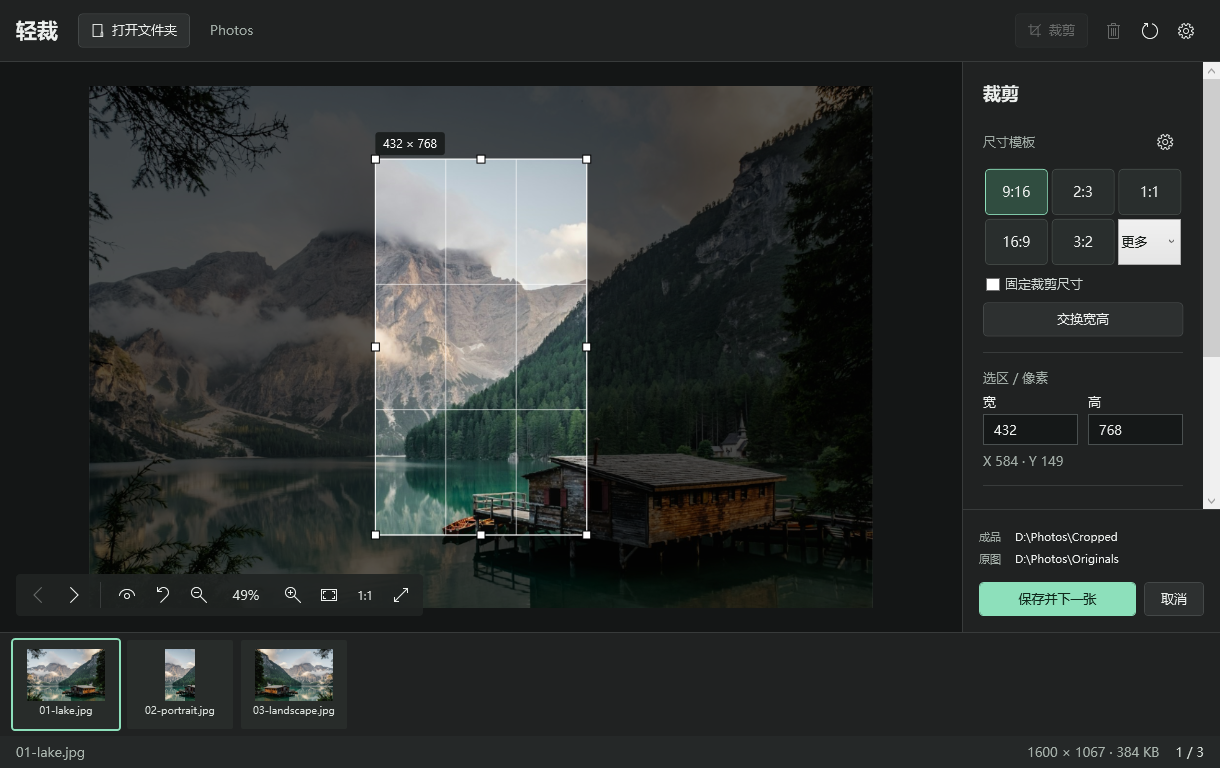 轻裁 打开文件夹 Photos 裁剪
裁剪
尺寸模板
432 × 768
9:16 2:3 1:1
16:9 3:2 更多
固定裁剪尺寸
交换宽高
选区 / 像素
宽 高
432 768
X 584 · Y 149
成品 D:\Photos\Cropped
原图 D:\Photos\Originals
49% 1:1
保存并下一张 取消
01-lake.jpg 02-portrait.jpg 03-landscape.jpg
01-lake.jpg 1600 × 1067 · 384 KB 1 / 3